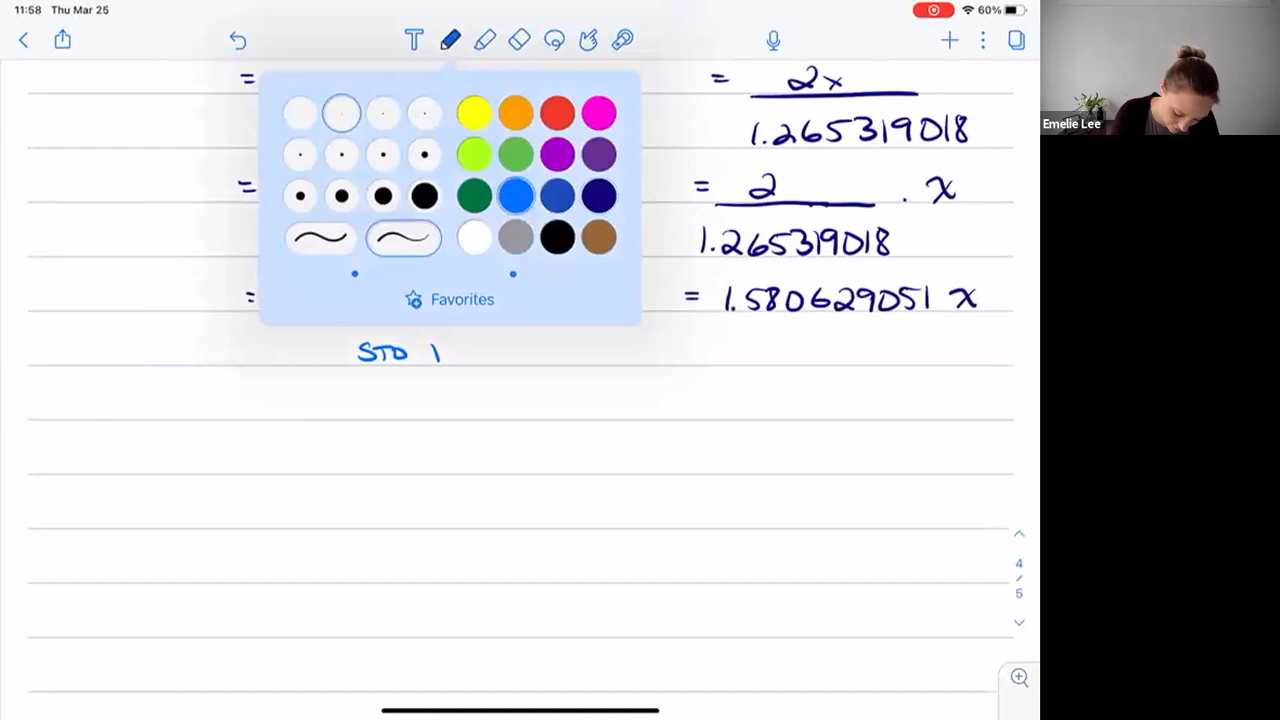 11:58 Thu Mar 25
60%
T
=
= 2x
1.265319018
Emelie Lee
=
= 2 . x
1.265319018
=
= 1.580629051 x
Favorites
STO 1
4
5